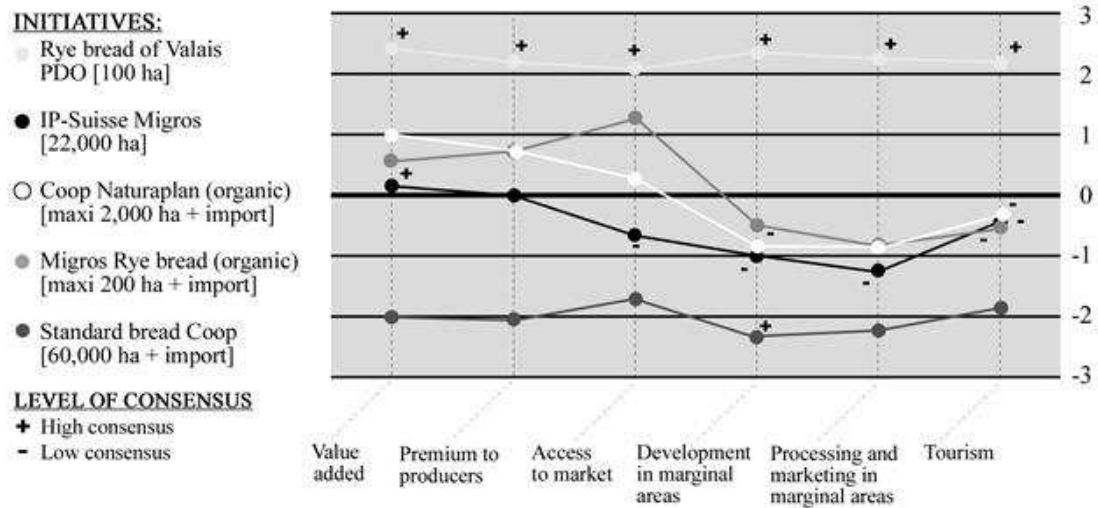 INITIATIVES:
Rye bread of Valais
PDO [100 ha]
IP-Suisse Migros
[22,000 ha]
Coop Naturaplan (organic)
[maxi 2,000 ha + import]
Migros Rye bread (organic)
[maxi 200 ha + import]
Standard bread Coop
[60,000 ha + import]
LEVEL OF CONSENSUS
+ High consensus
- Low consensus
3
2
1
0
-1
-2
-3
Value
added
Premium to
producers
Access
to market
Development
in marginal
areas
Processing and
marketing in
marginal areas
Tourism